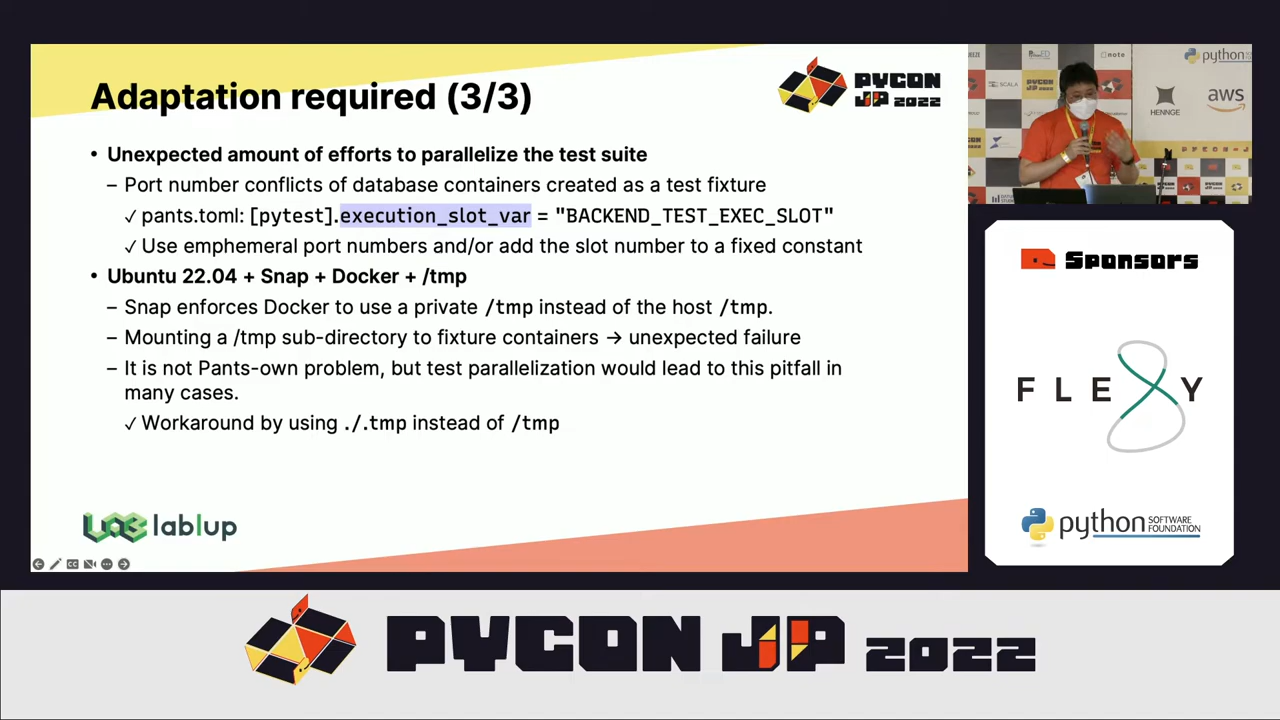 Adaptation required (3/3)
PYCON
JP 2022
• Unexpected amount of efforts to parallelize the test suite
– Port number conflicts of database containers created as a test fixture
✓ pants.toml: [pytest].execution_slot_var = "BACKEND_TEST_EXEC_SLOT"
✓ Use emphemeral port numbers and/or add the slot number to a fixed constant
• Ubuntu 22.04 + Snap + Docker + /tmp
– Snap enforces Docker to use a private /tmp instead of the host /tmp.
– Mounting a /tmp sub-directory to fixture containers → unexpected failure
– It is not Pants-own problem, but test parallelization would lead to this pitfall in
many cases.
✓ Workaround by using ./.tmp instead of /tmp
lablup
note
python
SCALA
PYCON
JP 2022
HENNGE
aws
Sponsors
FLEXY
python SOFTWARE
FOUNDATION
PYCON JP 2022